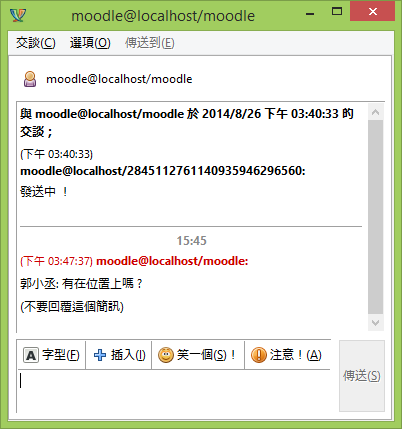 moodle@localhost/moodle
交談(C) 選項(O) 傳送到(E)
moodle@localhost/moodle
與 moodle@localhost/moodle 於 2014/8/26 下午 03:40:33 的
交談；
(下午 03:40:33)
moodle@localhost/2845112761140935946296560:
發送中 ！
15:45
(下午 03:47:37) moodle@localhost/moodle:
郭小丞: 有在位置上嗎？
(不要回覆這個簡訊)
A 字型(F) 插入(I) 笑一個(S)！ 注意！(A)
傳送(S)